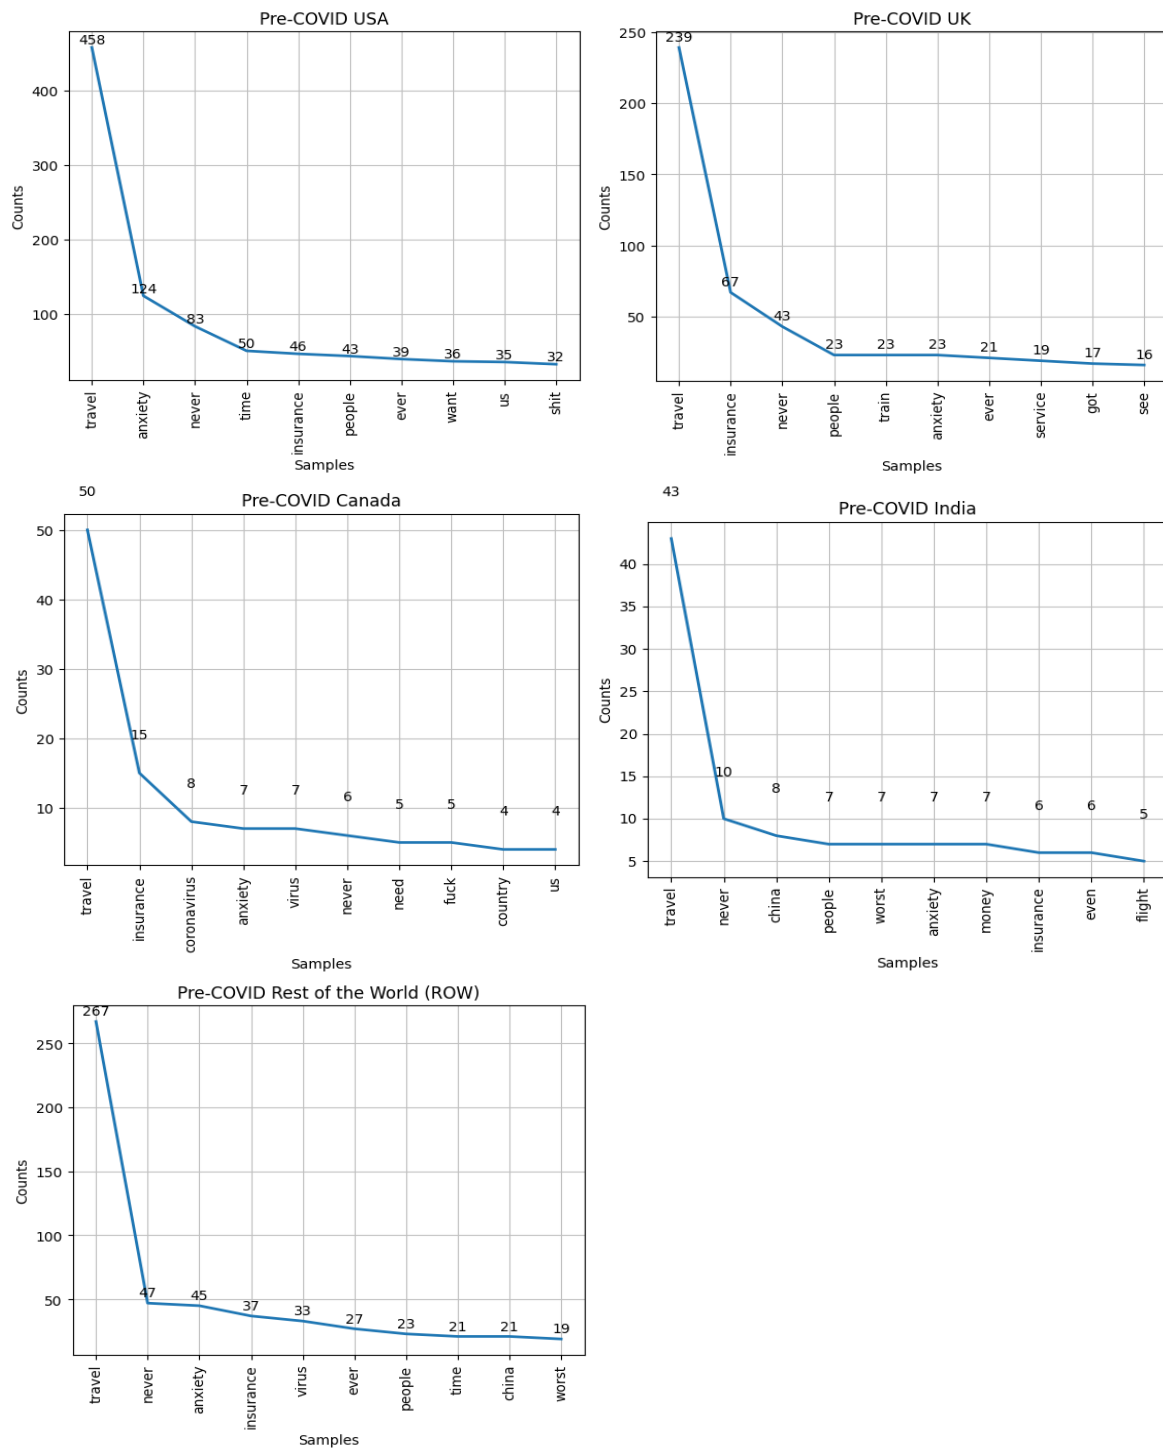 Pre-COVID USA
458
400
300
200
100
124
83
50
46
43
39
36
35
32
Counts
travel
anxiety
never
time
insurance
people
ever
want
us
shit
Samples
Pre-COVID UK
250
239
200
150
100
50
67
43
23
23
23
21
19
17
16
Counts
travel
insurance
never
people
train
anxiety
ever
service
got
see
Samples
50
Pre-COVID Canada
50
40
30
20
10
15
8
7
7
6
5
5
4
4
Counts
travel
insurance
coronavirus
anxiety
virus
never
need
fuck
country
us
Samples
43
Pre-COVID India
40
35
30
25
20
15
10
5
10
8
7
7
7
7
6
6
5
Counts
travel
never
china
people
worst
anxiety
money
insurance
even
flight
Samples
Pre-COVID Rest of the World (ROW)
267
250
200
150
100
50
47
45
37
33
27
23
21
21
19
Counts
travel
never
anxiety
insurance
virus
ever
people
time
china
worst
Samples